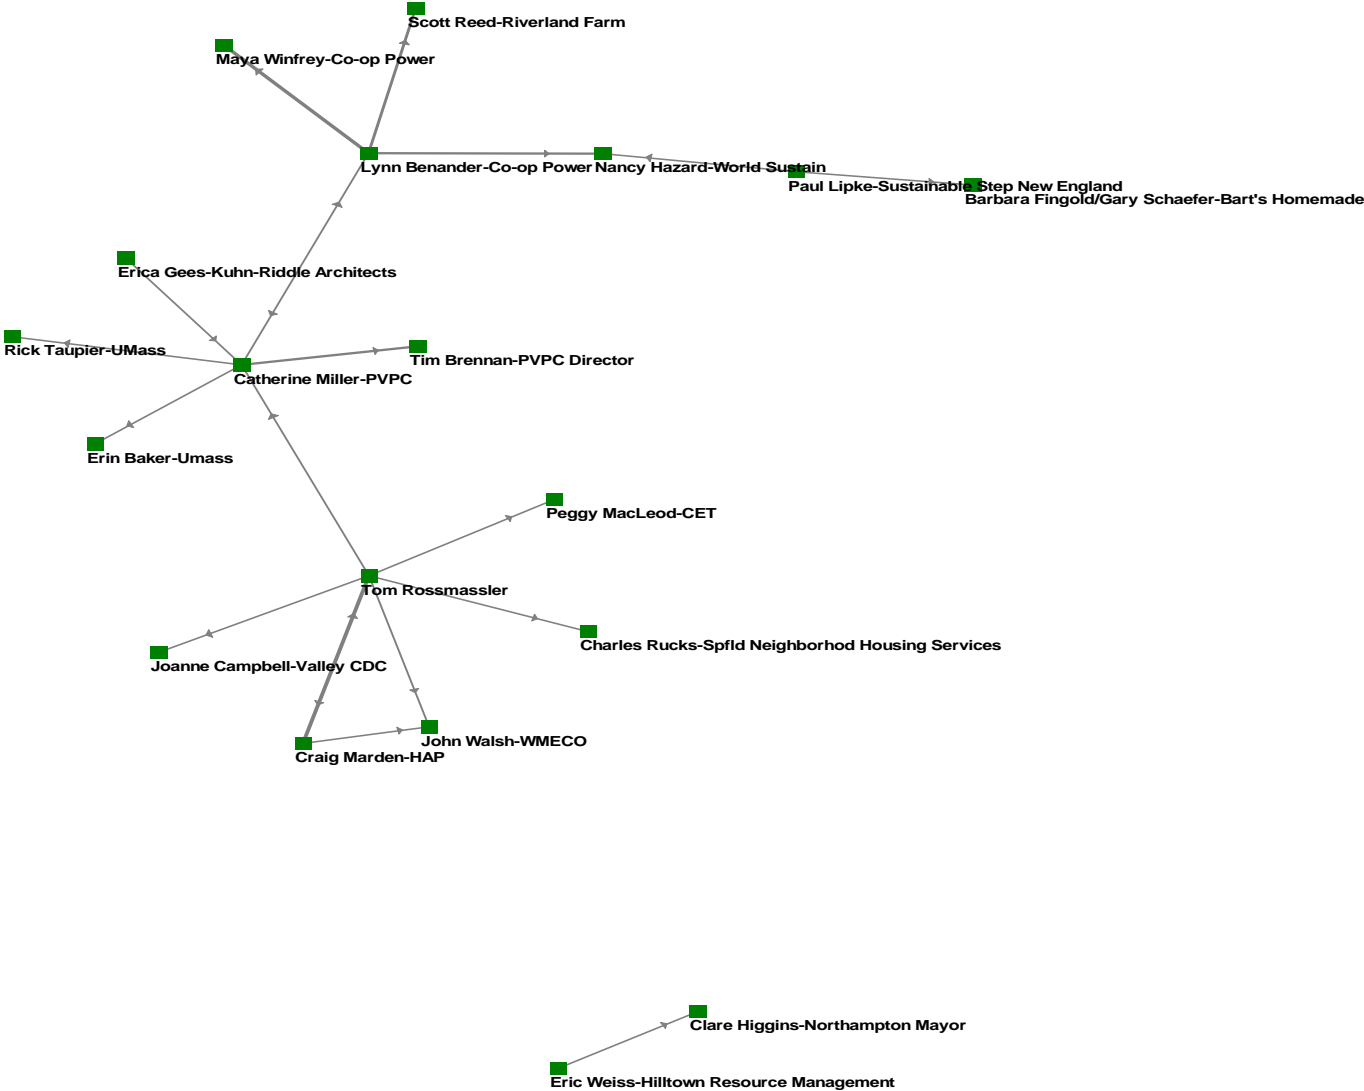 Scott Reed-Riverland Farm
Maya Winfrey-Co-op Power
Lynn Benander-Co-op Power
Nancy Hazard-World Sustain
Paul Lipke-Sustainable Step New England
Barbara Fingold/Gary Schaefer-Bart's Homemade
Erica Gees-Kuhn-Riddle Architects
Rick Taupier-UMass
Tim Brennan-PVPC Director
Catherine Miller-PVPC
Erin Baker-Umass
Peggy MacLeod-CET
Tom Rossmassler
Charles Rucks-Spfld Neighborhod Housing Services
Joanne Campbell-Valley CDC
John Walsh-WMECO
Craig Marden-HAP
Clare Higgins-Northampton Mayor
Eric Weiss-Hilltown Resource Management